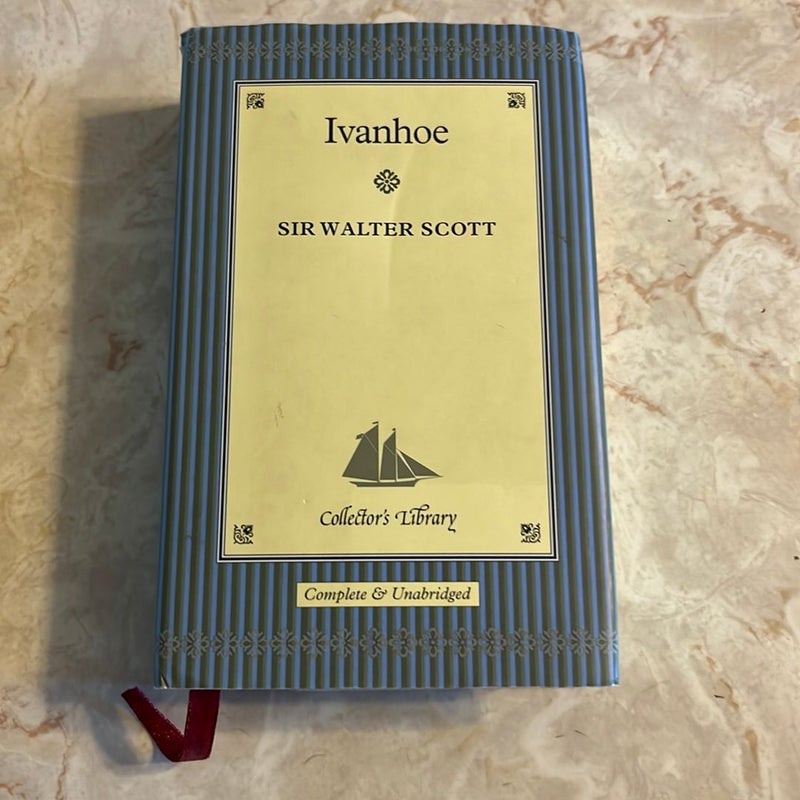 Ivanhoe
SIR WALTER SCOTT
Collector's Library
Complete & Unabridged